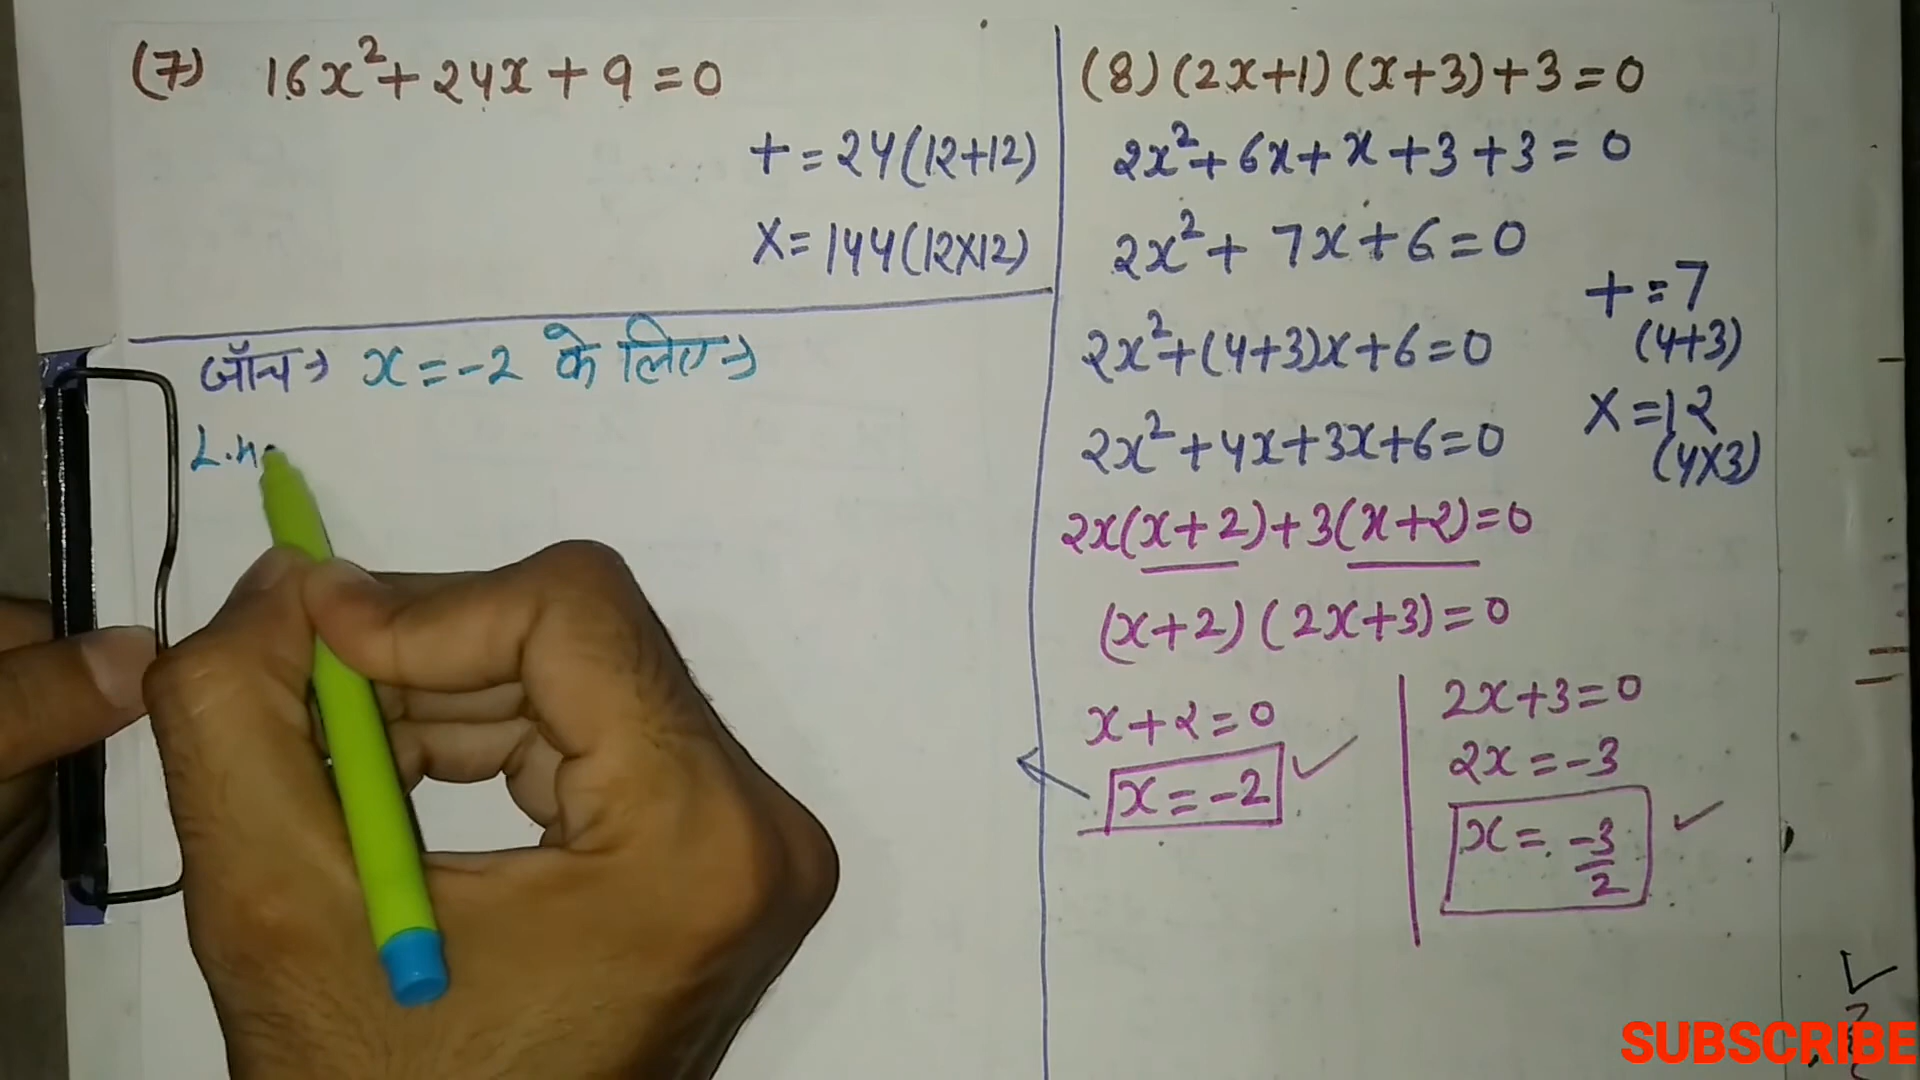 (7) 16x²+24x+9=0
+=24(12+12)
X=144(12X12)
जॉच→ x=-2 के लिए→
L.H
(8)(2x+1)(x+3)+3=0
2x²+6x+x+3+3=0
2x²+7x+6=0
+=7
(4+3)
2x²+(4+3)x+6=0
X=12
(4X3)
2x²+4x+3x+6=0
2x(x+2)+3(x+2)=0
(x+2)(2x+3)=0
x+2=0
x=-2
2x+3=0
2x=-3
x=-3/2
SUBSCRIBE